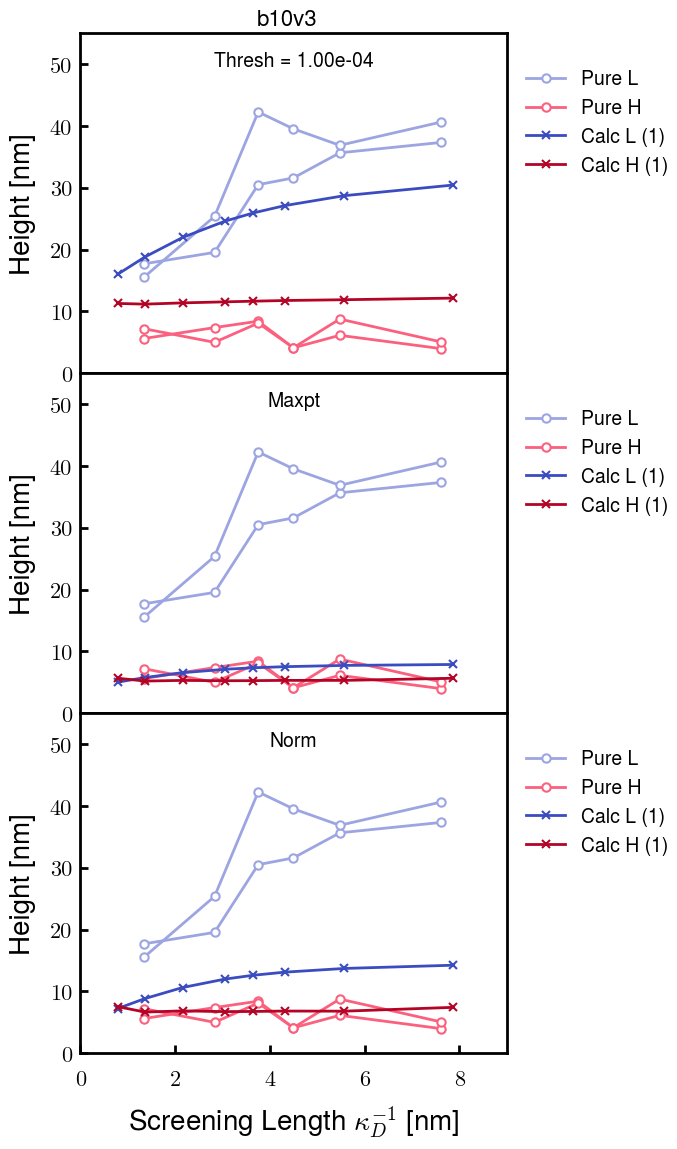 b10v3
Thresh = 1.00e-04
50
40
30
20
10
0
Height [nm]
Pure L
Pure H
Calc L (1)
Calc H (1)
Maxpt
50
40
30
20
10
0
Height [nm]
Pure L
Pure H
Calc L (1)
Calc H (1)
Norm
50
40
30
20
10
0
Height [nm]
Pure L
Pure H
Calc L (1)
Calc H (1)
0 2 4 6 8
Screening Length κ_D^{-1} [nm]